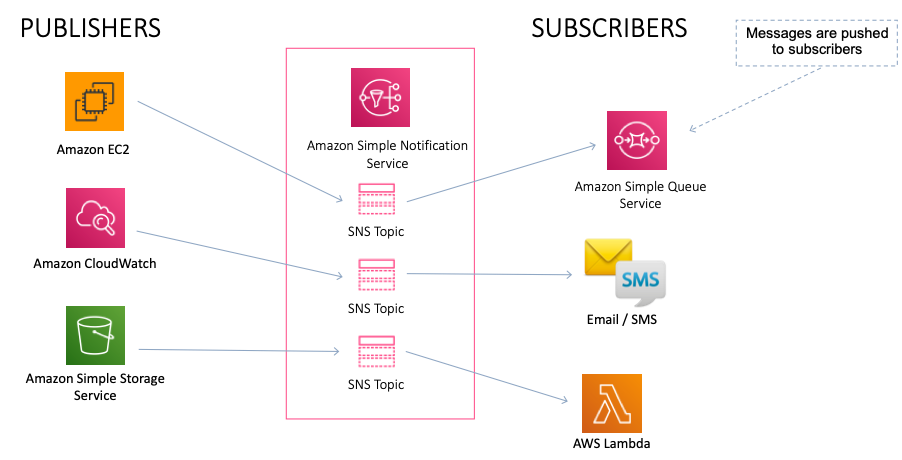 PUBLISHERS
SUBSCRIBERS
Messages are pushed
to subscribers
Amazon EC2
Amazon Simple Notification
Service
Amazon Simple Queue
Service
SNS Topic
Amazon CloudWatch
SNS Topic
SMS
Email / SMS
Amazon Simple Storage
Service
SNS Topic
AWS Lambda